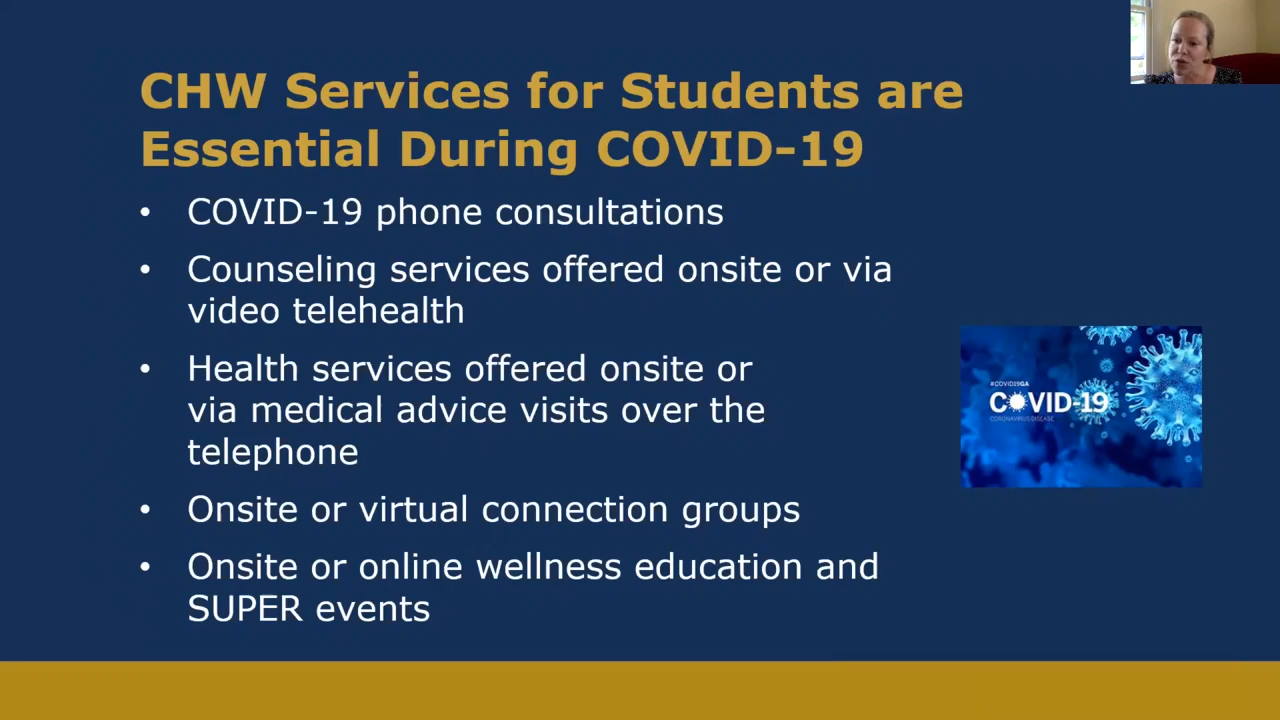 CHW Services for Students are
Essential During COVID-19
• COVID-19 phone consultations
• Counseling services offered onsite or via
video telehealth
• Health services offered onsite or
via medical advice visits over the
telephone
• Onsite or virtual connection groups
• Onsite or online wellness education and
SUPER events
#COVID19GA
COVID-19
CORONAVIRUS DISEASE